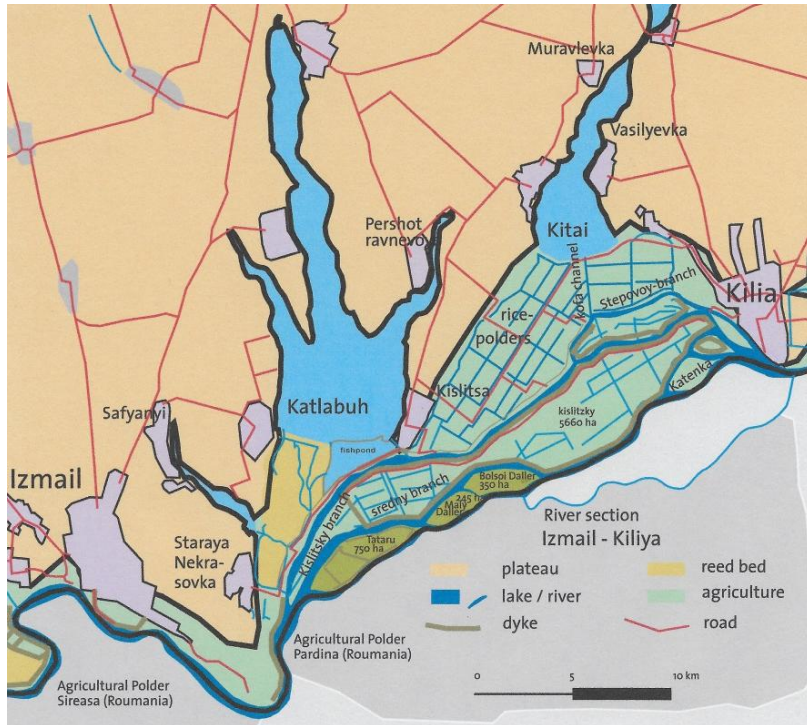 Muravlevka
Vasilyevka
Pershot
ravnevo
Kitai
kofa channel
Stepovoy-branch
Kilia
rice-
polders
Kislitsa
Katenka
Katlabuh
Safyanyi
kislitzky
5660 ha
fishpond
Izmail
sredny branch
Bolsoi Daller
350 ha
245 ha
Maly
Daller
Kislitsky branch
Tataru
750 ha
Staraya
Nekra-
sovka
River section
Izmail - Kiliya
plateau
reed bed
lake / river
agriculture
dyke
road
Agricultural Polder
Pardina (Roumania)
Agricultural Polder
Sireasa (Roumania)
0
5
10 km